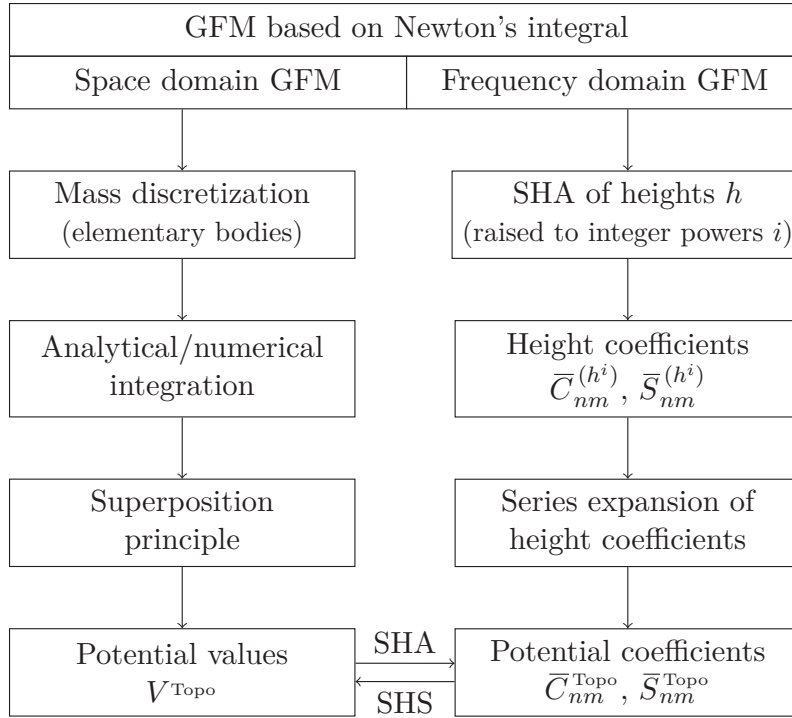 GFM based on Newton's integral
Space domain GFM
Frequency domain GFM
Mass discretization
(elementary bodies)
SHA of heights h
(raised to integer powers i)
Analytical/numerical
integration
Height coefficients
C̅_{nm}^{(h^i)}, S̅_{nm}^{(h^i)}
Superposition
principle
Series expansion of
height coefficients
Potential values
V^{Topo}
SHA
SHS
Potential coefficients
C̅_{nm}^{Topo}, S̅_{nm}^{Topo}